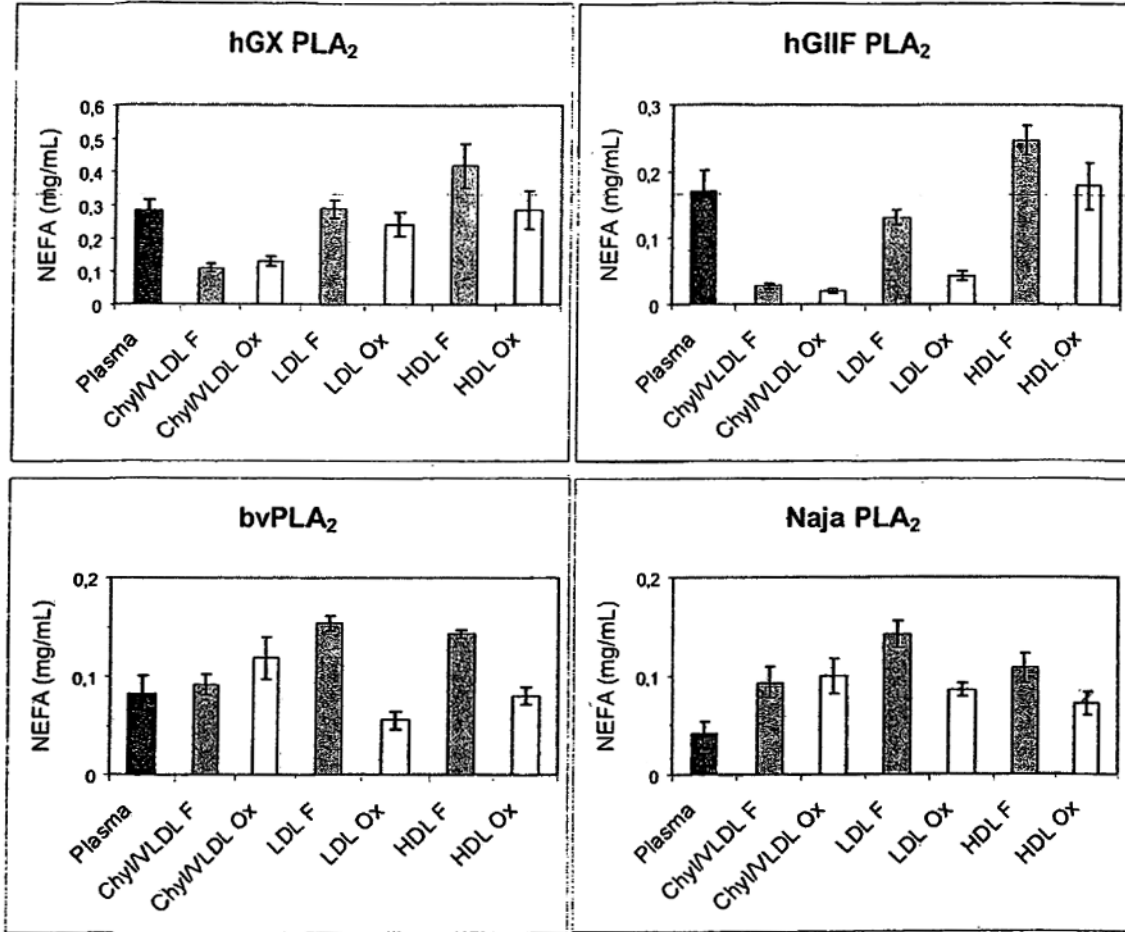 hGX PLA₂
NEFA (mg/mL)
0,6
0,5
0,4
0,3
0,2
0,1
0
Plasma
Chyl/VLDL F
Chyl/VLDL Ox
LDL F
LDL Ox
HDL F
HDL Ox
hGIIF PLA₂
NEFA (mg/mL)
0,3
0,2
0,1
0
Plasma
Chyl/VLDL F
Chyl/VLDL Ox
LDL F
LDL Ox
HDL F
HDL Ox
bvPLA₂
NEFA (mg/mL)
0,2
0,1
0
Plasma
Chyl/VLDL F
Chyl/VLDL Ox
LDL F
LDL Ox
HDL F
HDL Ox
Naja PLA₂
NEFA (mg/mL)
0,2
0,1
0
Plasma
Chyl/VLDL F
Chyl/VLDL Ox
LDL F
LDL Ox
HDL F
HDL Ox